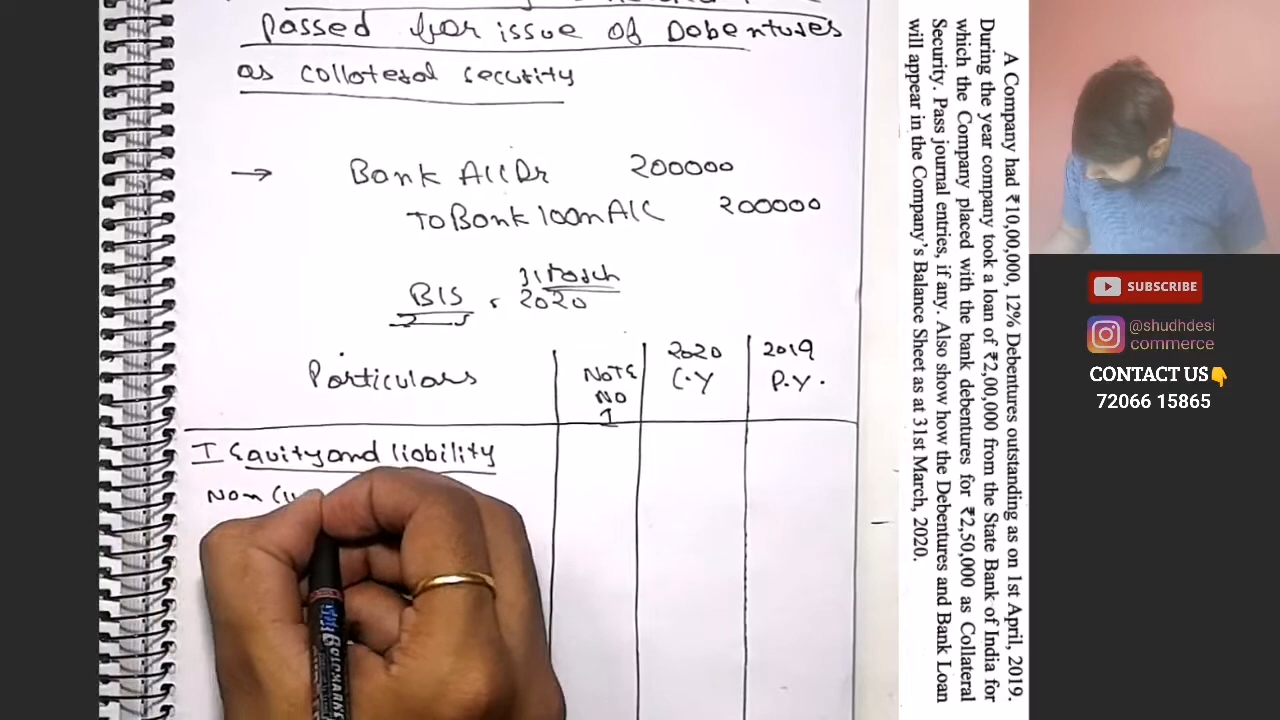 passed for issue of Debentures
as collateral security
→ Bank A/c Dr 200000
To Bank loan A/c 200000
B/S, 31 March
2020
Particulars
NOTE
NO
1
2020
C.Y
2019
P.Y.
I Equity and liability
Non Cu
A Company had ₹10,00,000, 12% Debentures outstanding as on 1st April, 2019.
During the year company took a loan of ₹2,00,000 from the State Bank of India for
which the Company placed with the bank debentures for ₹2,50,000 as Collateral
Security. Pass journal entries, if any. Also show how the Debentures and Bank Loan
will appear in the Company's Balance Sheet as at 31st March, 2020.
SUBSCRIBE
@shudhdesi
commerce
CONTACT US👇
72066 15865